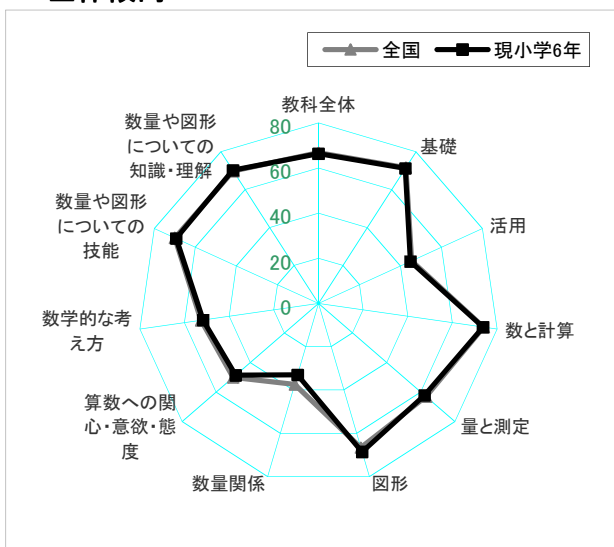 全国
現小学6年
教科全体
基礎
活用
数と計算
量と測定
図形
数量関係
算数への関
心・意欲・態
度
数学的な考
え方
数量や図形
についての
技能
数量や図形
についての
知識・理解
80
60
40
20
0